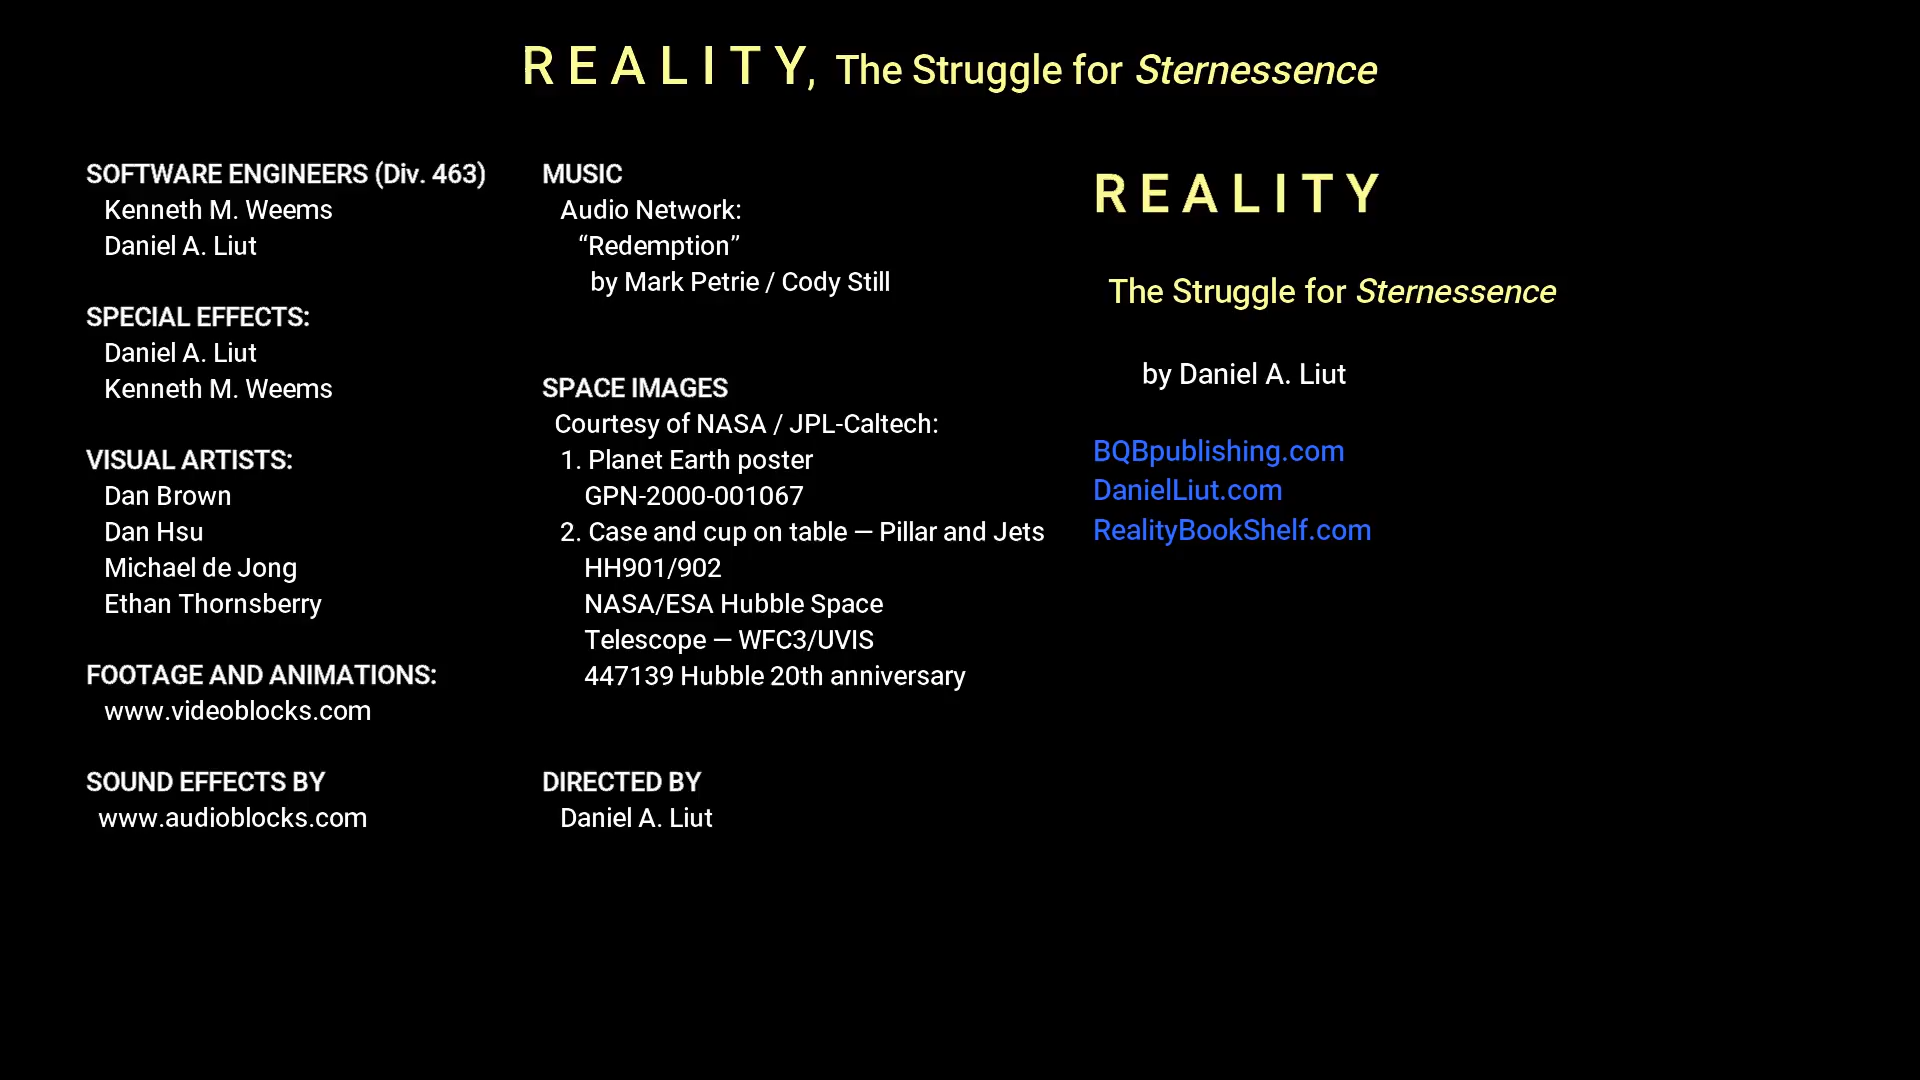 REALITY, The Struggle for Sternessence
SOFTWARE ENGINEERS (Div. 463)
Kenneth M. Weems
Daniel A. Liut
SPECIAL EFFECTS:
Daniel A. Liut
Kenneth M. Weems
VISUAL ARTISTS:
Dan Brown
Dan Hsu
Michael de Jong
Ethan Thornsberry
FOOTAGE AND ANIMATIONS:
www.videoblocks.com
SOUND EFFECTS BY
www.audioblocks.com
MUSIC
Audio Network:
“Redemption”
by Mark Petrie / Cody Still
SPACE IMAGES
Courtesy of NASA / JPL-Caltech:
1. Planet Earth poster
GPN-2000-001067
2. Case and cup on table — Pillar and Jets
HH901/902
NASA/ESA Hubble Space
Telescope — WFC3/UVIS
447139 Hubble 20th anniversary
DIRECTED BY
Daniel A. Liut
REALITY
The Struggle for Sternessence
by Daniel A. Liut
BQBpublishing.com
DanielLiut.com
RealityBookShelf.com